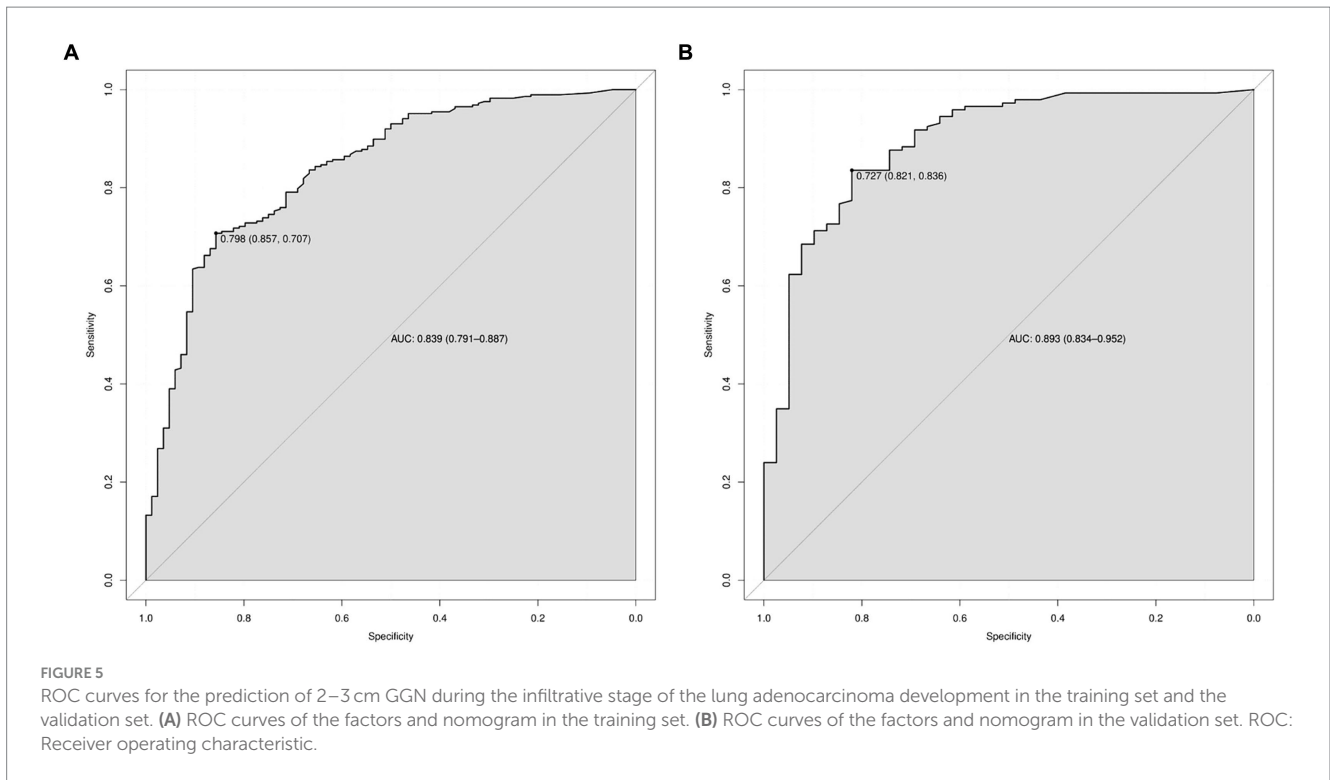 A
B
1.0
0.8
0.6
0.4
0.2
0.0
Sensitivity
0.798 (0.857, 0.707)
AUC: 0.839 (0.791–0.887)
1.0
0.8
0.6
0.4
0.2
0.0
Specificity
1.0
0.8
0.6
0.4
0.2
0.0
Sensitivity
0.727 (0.821, 0.836)
AUC: 0.893 (0.834–0.952)
1.0
0.8
0.6
0.4
0.2
0.0
Specificity
FIGURE 5
ROC curves for the prediction of 2–3 cm GGN during the infiltrative stage of the lung adenocarcinoma development in the training set and the
validation set. (A) ROC curves of the factors and nomogram in the training set. (B) ROC curves of the factors and nomogram in the validation set. ROC:
Receiver operating characteristic.